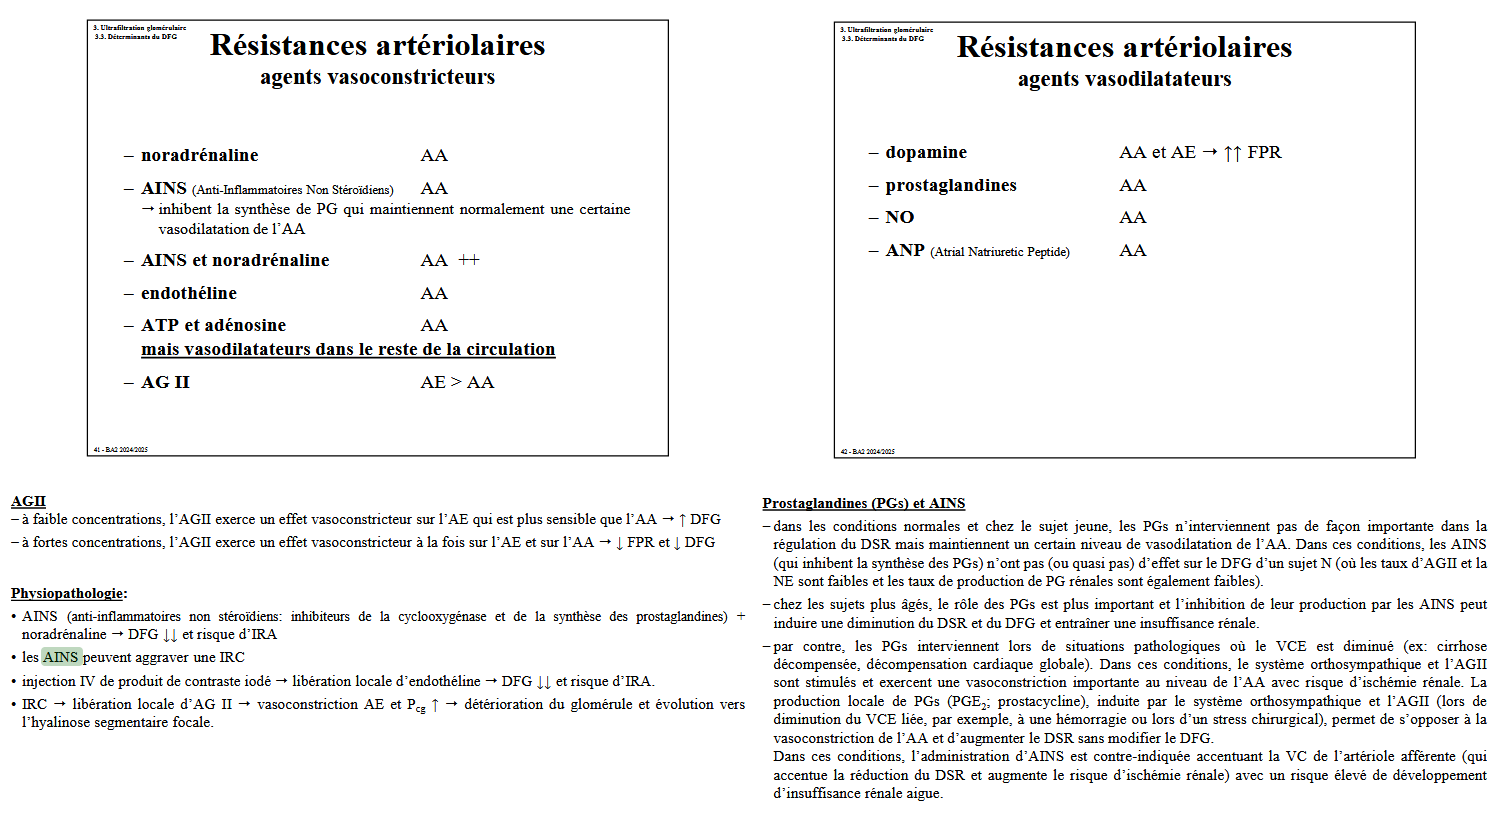 3. Ultrafiltration glomérulaire
3.3. Déterminants du DFG
Résistances artériolaires
agents vasoconstricteurs
– noradrénaline AA
– AINS (Anti-Inflammatoires Non Stéroïdiens) AA
→ inhibent la synthèse de PG qui maintiennent normalement une certaine
vasodilatation de l’AA
– AINS et noradrénaline AA ++
– endothéline AA
– ATP et adénosine AA
mais vasodilatateurs dans le reste de la circulation
– AG II AE > AA
41 - BA2 2024/2025
AGII
– à faible concentrations, l’AGII exerce un effet vasoconstricteur sur l’AE qui est plus sensible que l’AA → ↑ DFG
– à fortes concentrations, l’AGII exerce un effet vasoconstricteur à la fois sur l’AE et sur l’AA → ↓ FPR et ↓ DFG
Physiopathologie:
• AINS (anti-inflammatoires non stéroïdiens: inhibiteurs de la cyclooxygénase et de la synthèse des prostaglandines) +
noradrénaline → DFG ↓↓ et risque d’IRA
• les AINS peuvent aggraver une IRC
• injection IV de produit de contraste iodé → libération locale d’endothéline → DFG ↓↓ et risque d’IRA.
• IRC → libération locale d’AG II → vasoconstriction AE et Pcg ↑ → détérioration du glomérule et évolution vers
l’hyalinose segmentaire focale.
3. Ultrafiltration glomérulaire
3.3. Déterminants du DFG
Résistances artériolaires
agents vasodilatateurs
– dopamine AA et AE → ↑↑ FPR
– prostaglandines AA
– NO AA
– ANP (Atrial Natriuretic Peptide) AA
42 - BA2 2024/2025
Prostaglandines (PGs) et AINS
– dans les conditions normales et chez le sujet jeune, les PGs n’interviennent pas de façon importante dans la
régulation du DSR mais maintiennent un certain niveau de vasodilatation de l’AA. Dans ces conditions, les AINS
(qui inhibent la synthèse des PGs) n’ont pas (ou quasi pas) d’effet sur le DFG d’un sujet N (où les taux d’AGII et la
NE sont faibles et les taux de production de PG rénales sont également faibles).
– chez les sujets plus âgés, le rôle des PGs est plus important et l’inhibition de leur production par les AINS peut
induire une diminution du DSR et du DFG et entraîner une insuffisance rénale.
– par contre, les PGs interviennent lors de situations pathologiques où le VCE est diminué (ex: cirrhose
décompensée, décompensation cardiaque globale). Dans ces conditions, le système orthosympathique et l’AGII
sont stimulés et exercent une vasoconstriction importante au niveau de l’AA avec risque d’ischémie rénale. La
production locale de PGs (PGE2; prostacycline), induite par le système orthosympathique et l’AGII (lors de
diminution du VCE liée, par exemple, à une hémorragie ou lors d’un stress chirurgical), permet de s’opposer à la
vasoconstriction de l’AA et d’augmenter le DSR sans modifier le DFG.
Dans ces conditions, l’administration d’AINS est contre-indiquée accentuant la VC de l’artériole afférente (qui
accentue la réduction du DSR et augmente le risque d’ischémie rénale) avec un risque élevé de développement
d’insuffisance rénale aigue.